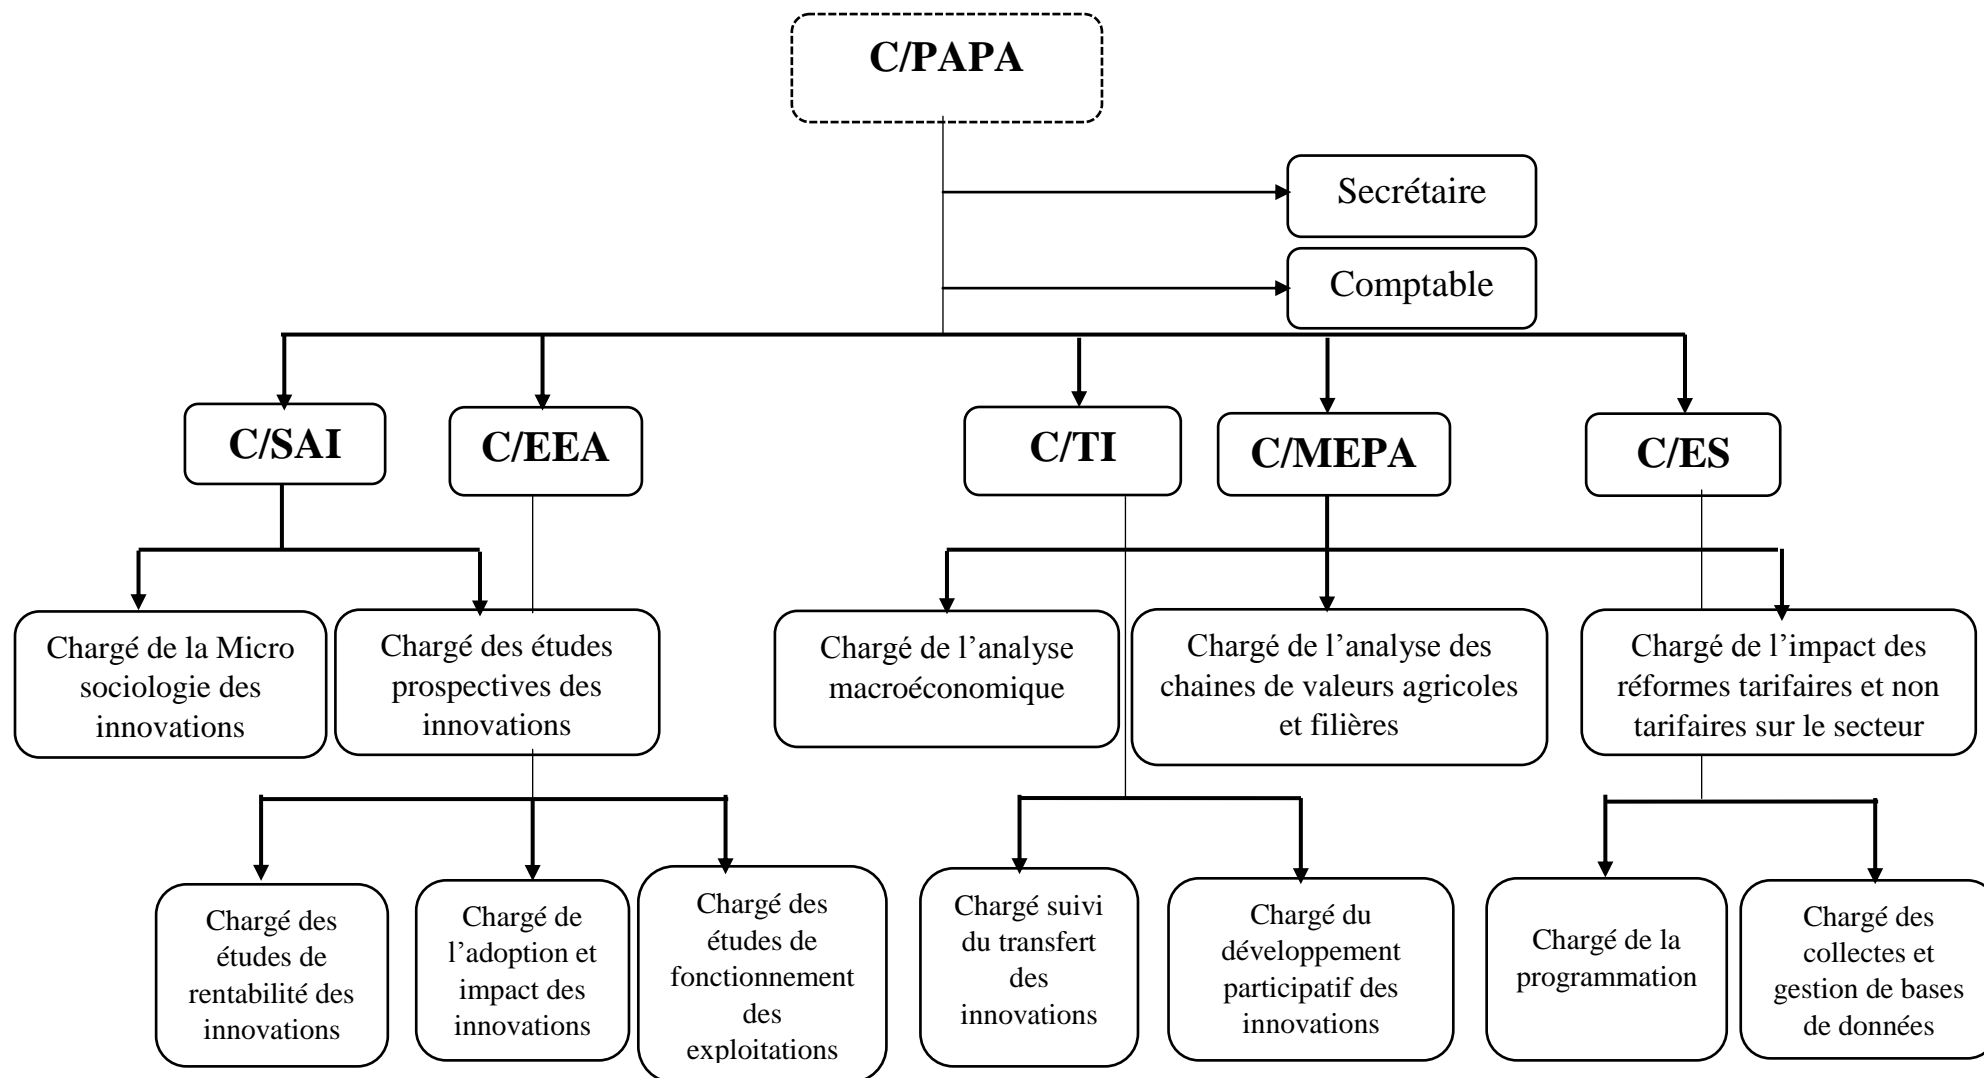 C/PAPA
Secrétaire
Comptable
C/SAI
C/EEA
C/TI
C/MEPA
C/ES
Chargé de la Micro
sociologie des
innovations
Chargé des études
prospectives des
innovations
Chargé de l’analyse
macroéconomique
Chargé de l’analyse des
chaines de valeurs agricoles
et filières
Chargé de l’impact des
réformes tarifaires et non
tarifaires sur le secteur
Chargé des
études de
rentabilité des
innovations
Chargé de
l’adoption et
impact des
innovations
Chargé des
études de
fonctionnement
des
exploitations
Chargé suivi
du transfert
des
innovations
Chargé du
développement
participatif des
innovations
Chargé de la
programmation
Chargé des
collectes et
gestion de bases
de données